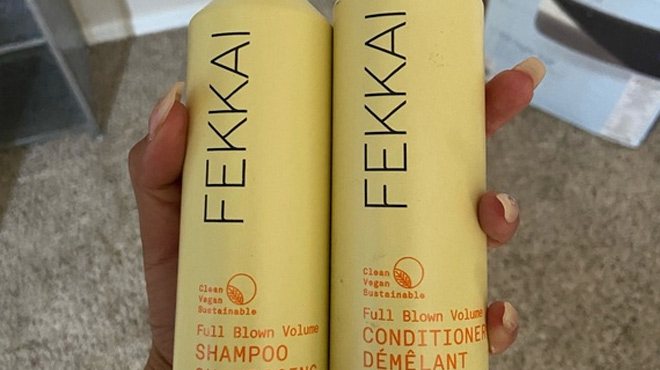 FEKKAI
Clean
Vegan
Sustainable
Full Blown Volume
SHAMPOO
FEKKAI
Clean
Vegan
Sustainable
Full Blown Volume
CONDITIONER
DÉMÊLANT